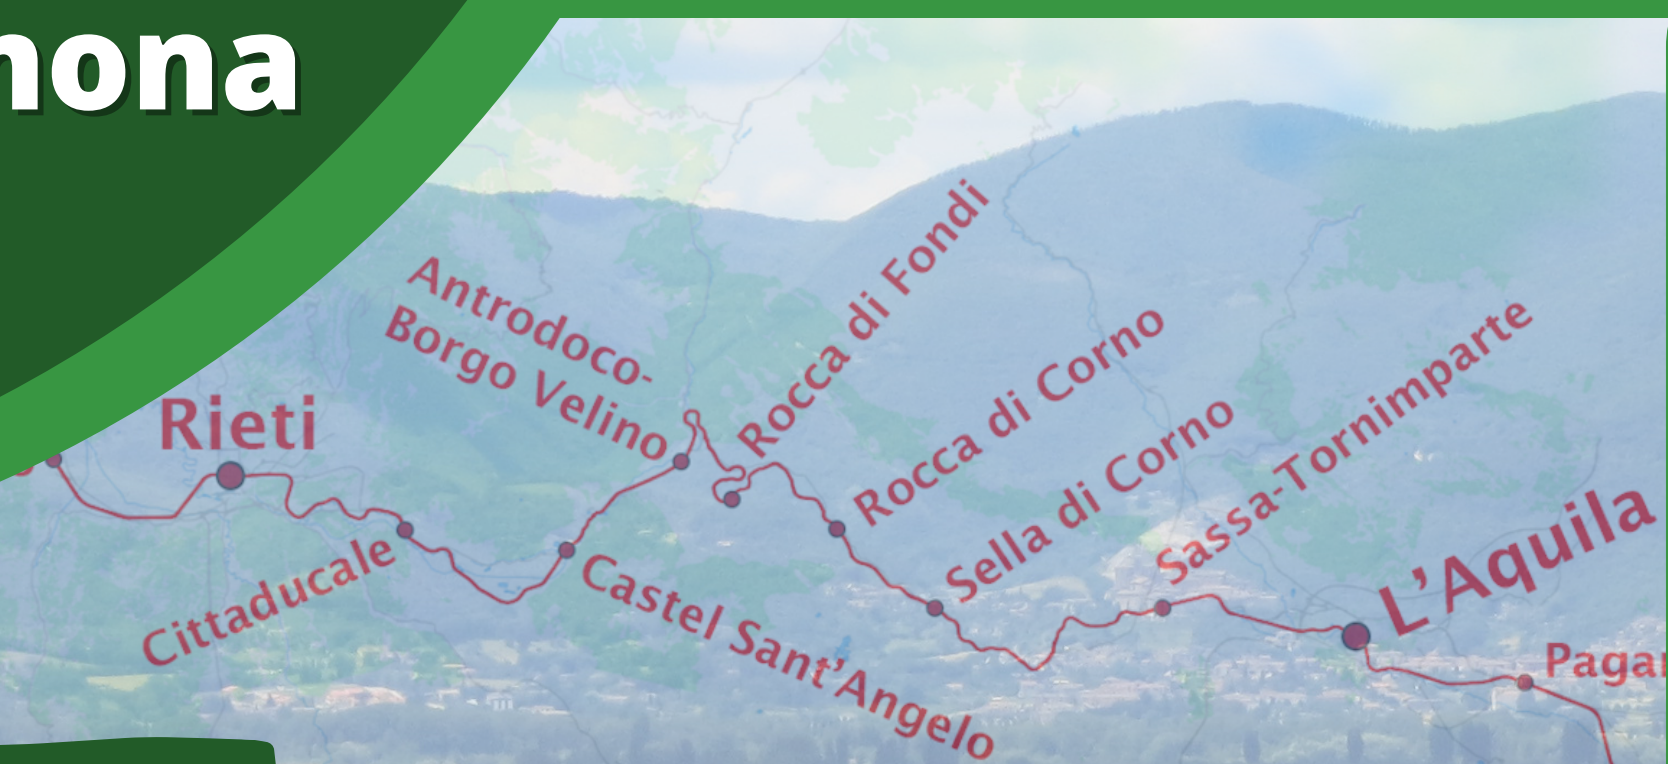 nona
Antrodoco-
Borgo Velino
Rocca di Fondi
Rocca di Corno
Sella di Corno
Sassa-Tornimparte
Rieti
Cittaducale
Castel Sant'Angelo
L'Aquila
Pagan